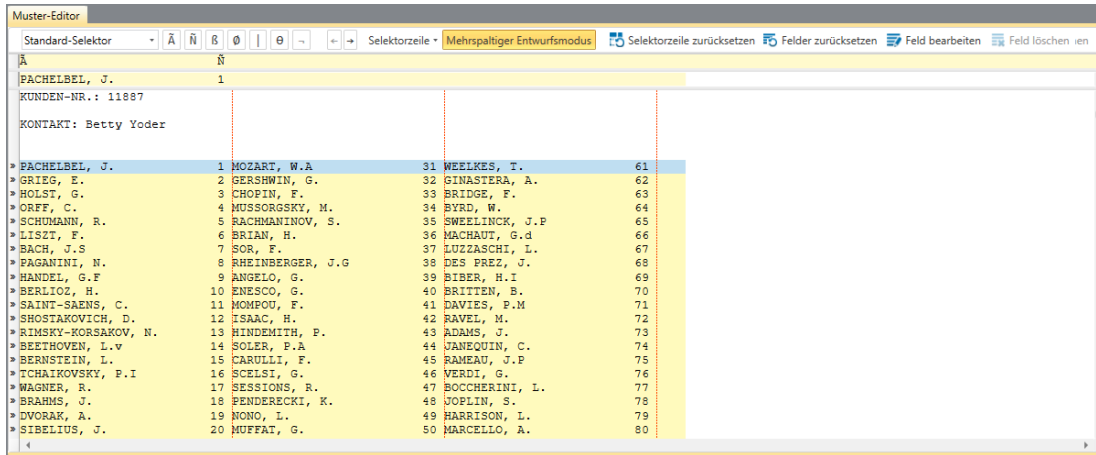 Muster-Editor
Standard-Selektor Ã Ñ ß Ø | θ ¬ ← → Selektorzeile Mehrspaltiger Entwurfsmodus Selektorzeile zurücksetzen Felder zurücksetzen Feld bearbeiten Feld löschen
Ã Ñ
PACHELBEL, J. 1
KUNDEN-NR.: 11887
KONTAKT: Betty Yoder
» PACHELBEL, J. 1 MOZART, W.A 31 WEELKES, T. 61
» GRIEG, E. 2 GERSHWIN, G. 32 GINASTERA, A. 62
» HOLST, G. 3 CHOPIN, F. 33 BRIDGE, F. 63
» ORFF, C. 4 MUSSORGSKY, M. 34 BYRD, W. 64
» SCHUMANN, R. 5 RACHMANINOV, S. 35 SWEELINCK, J.P 65
» LISZT, F. 6 BRIAN, H. 36 MACHAUT, G.d 66
» BACH, J.S 7 SOR, F. 37 LUZZASCHI, L. 67
» PAGANINI, N. 8 RHEINBERGER, J.G 38 DES PREZ, J. 68
» HANDEL, G.F 9 ANGELO, G. 39 BIBER, H.I 69
» BERLIOZ, H. 10 ENESCO, G. 40 BRITTEN, B. 70
» SAINT-SAENS, C. 11 MOMPOU, F. 41 DAVIES, P.M 71
» SHOSTAKOVICH, D. 12 ISAAC, H. 42 RAVEL, M. 72
» RIMSKY-KORSAKOV, N. 13 HINDEMITH, P. 43 ADAMS, J. 73
» BEETHOVEN, L.v 14 SOLER, P.A 44 JANEQUIN, C. 74
» BERNSTEIN, L. 15 CARULLI, F. 45 RAMEAU, J.P 75
» TCHAIKOVSKY, P.I 16 SCELSI, G. 46 VERDI, G. 76
» WAGNER, R. 17 SESSIONS, R. 47 BOCCHERINI, L. 77
» BRAHMS, J. 18 PENDERECKI, K. 48 JOPLIN, S. 78
» DVORAK, A. 19 NONO, L. 49 HARRISON, L. 79
» SIBELIUS, J. 20 MUFFAT, G. 50 MARCELLO, A. 80